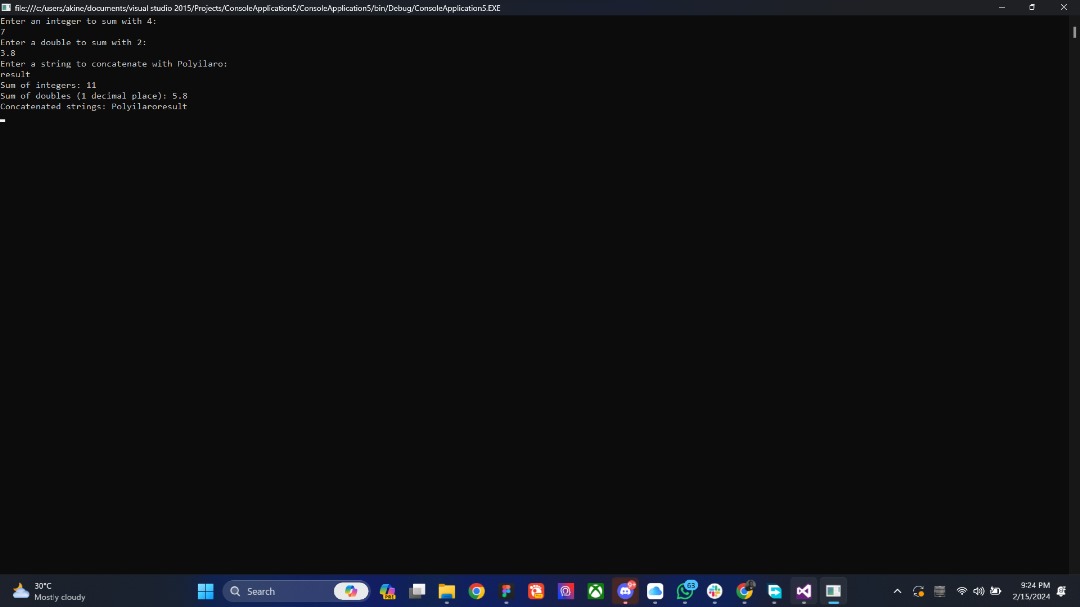 file:///c:/users/akine/documents/visual studio 2015/Projects/ConsoleApplication5/ConsoleApplication5/bin/Debug/ConsoleApplication5.EXE
Enter an integer to sum with 4:
7
Enter a double to sum with 2:
3.8
Enter a string to concatenate with Polyilaro:
result
Sum of integers: 11
Sum of doubles (1 decimal place): 5.8
Concatenated strings: Polyilaroresult
30°C
Mostly cloudy
Search
PRE
9+
63
9:24 PM
2/15/2024